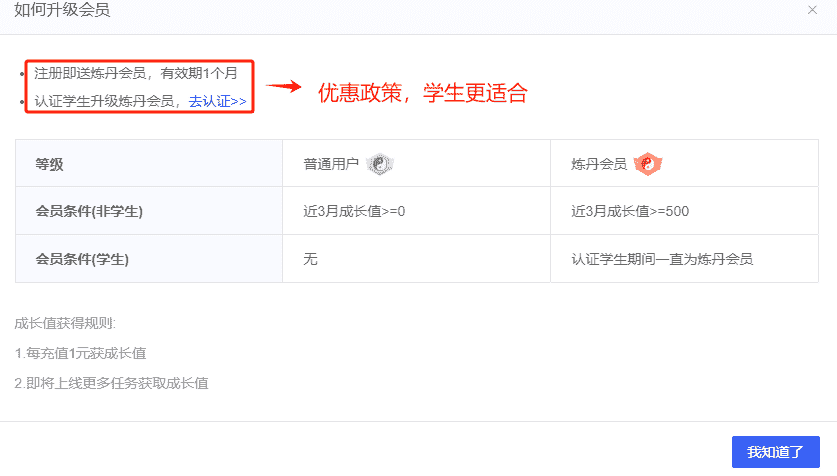 如何升级会员
注册即送炼丹会员，有效期1个月
认证学生升级炼丹会员，去认证>>
优惠政策，学生更适合
等级 普通用户 炼丹会员
会员条件(非学生) 近3月成长值>=0 近3月成长值>=500
会员条件(学生) 无 认证学生期间一直为炼丹会员
成长值获得规则:
1.每充值1元获成长值
2.即将上线更多任务获取成长值
我知道了